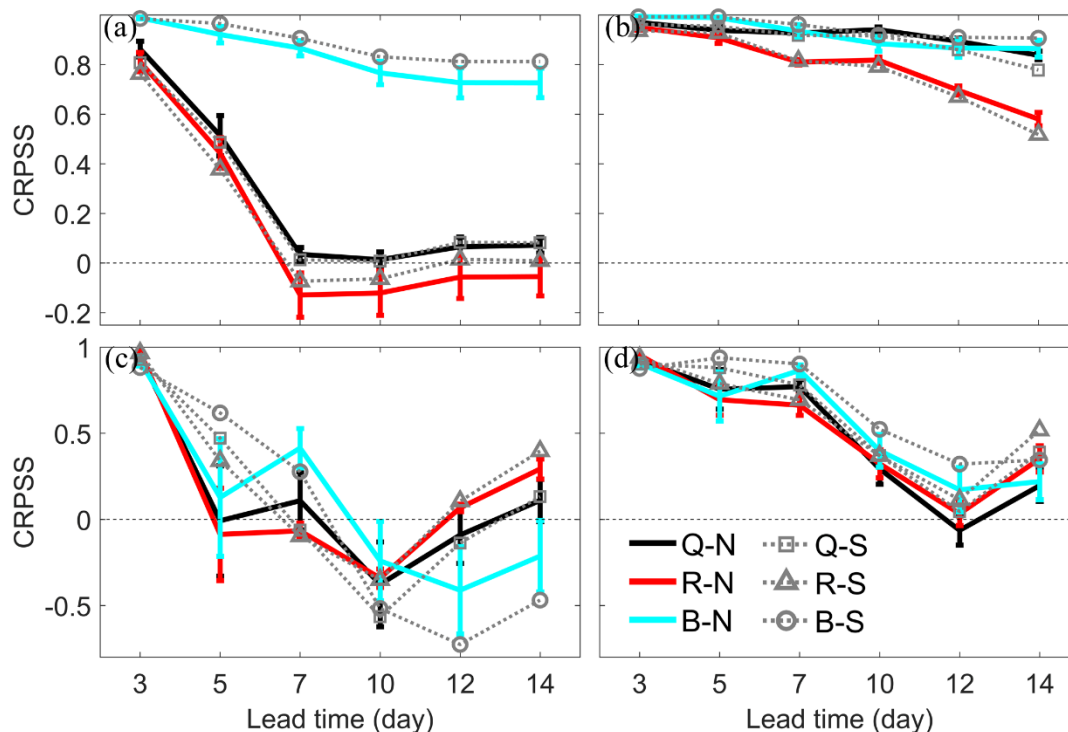 (a)
(b)
CRPSS
0.8
0.6
0.4
0.2
0
-0.2
(c)
(d)
CRPSS
1
0.5
0
-0.5
Q-N
Q-S
R-N
R-S
B-N
B-S
3 5 7 10 12 14
3 5 7 10 12 14
Lead time (day)
Lead time (day)